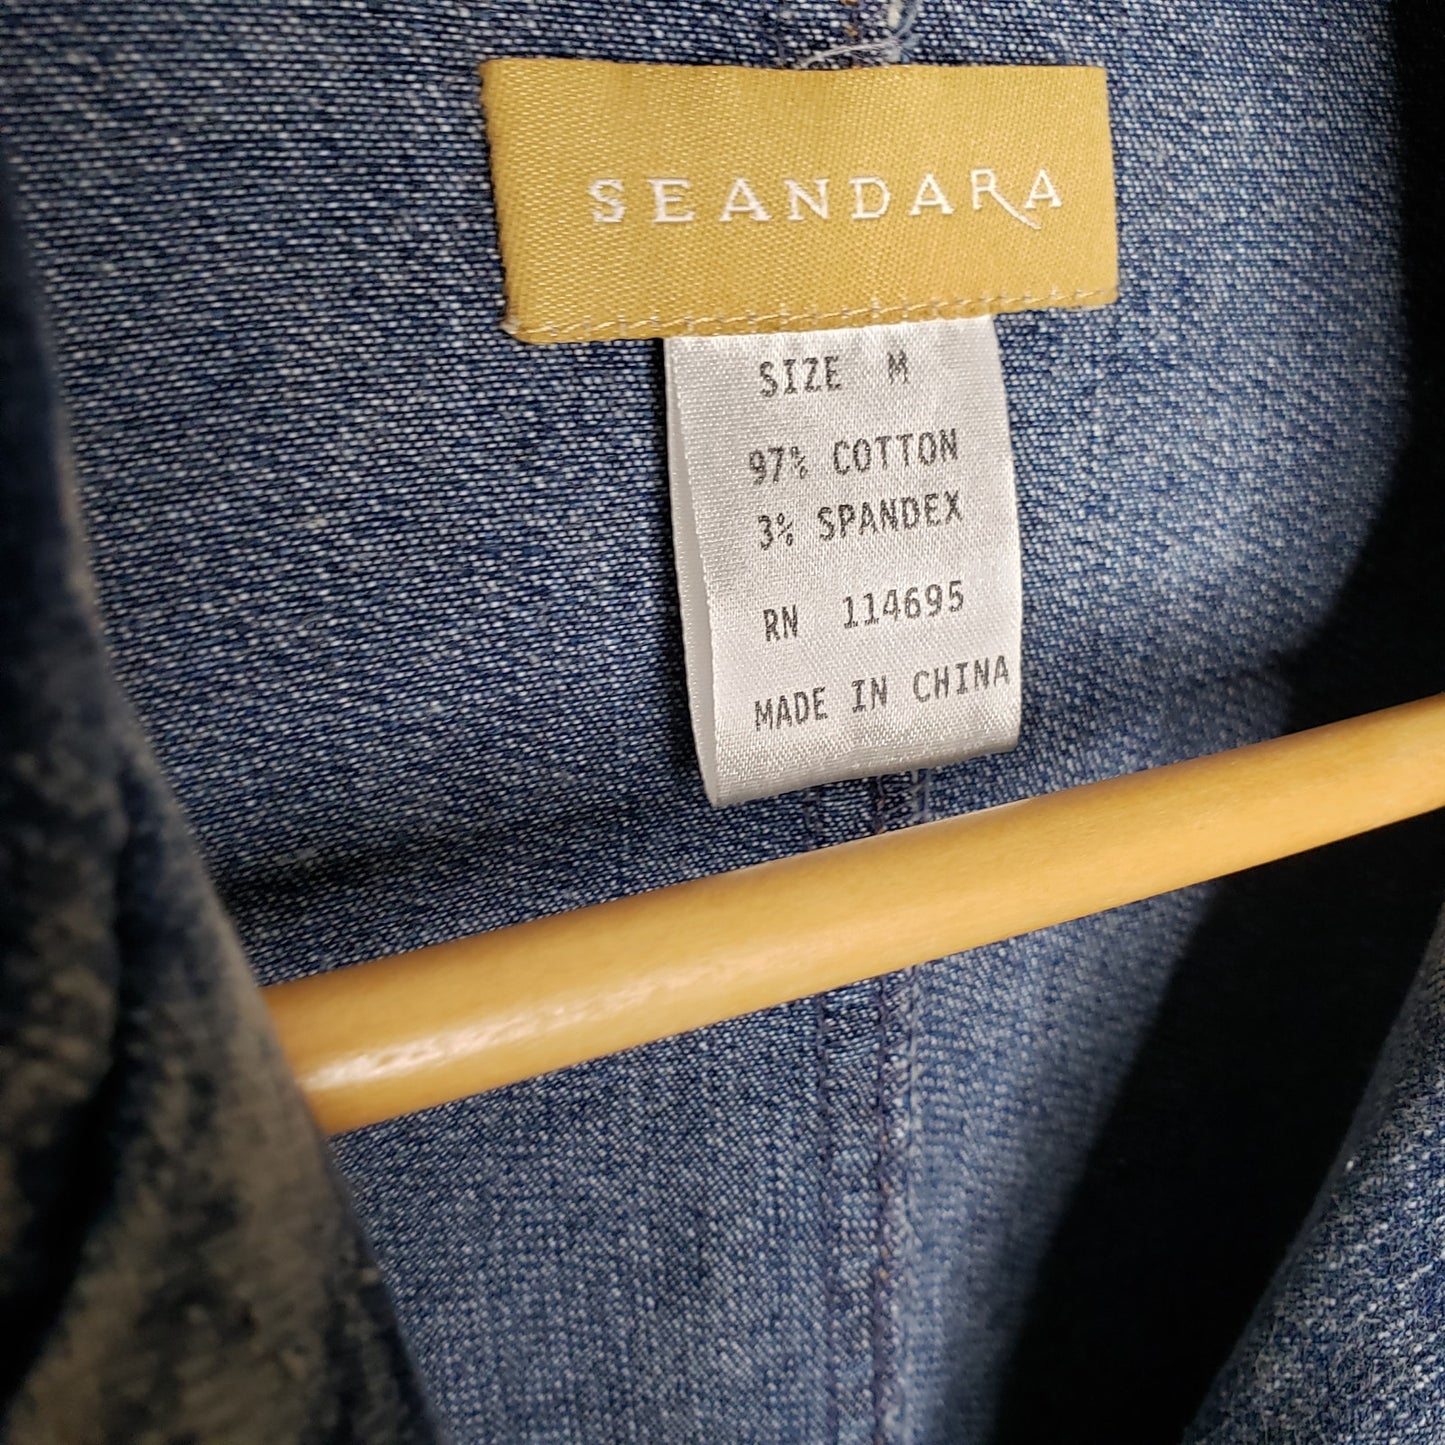 SEANDARA
SIZE M
97% COTTON
3% SPANDEX
RN 114695
MADE IN CHINA